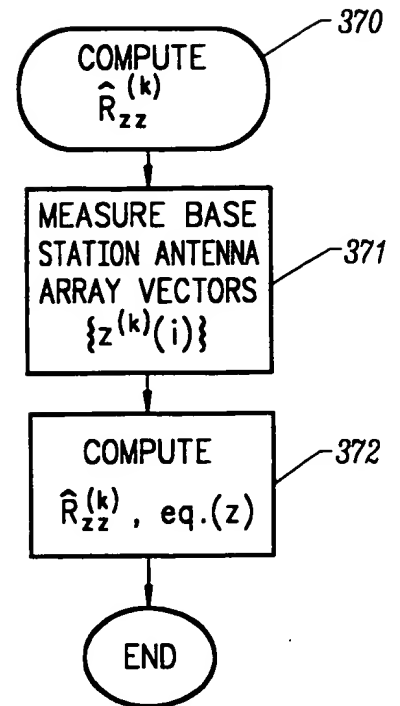 370
COMPUTE
R̂zz^(k)
MEASURE BASE
STATION ANTENNA
ARRAY VECTORS
{z^(k)(i)}
371
COMPUTE
R̂zz^(k), eq.(z)
372
END